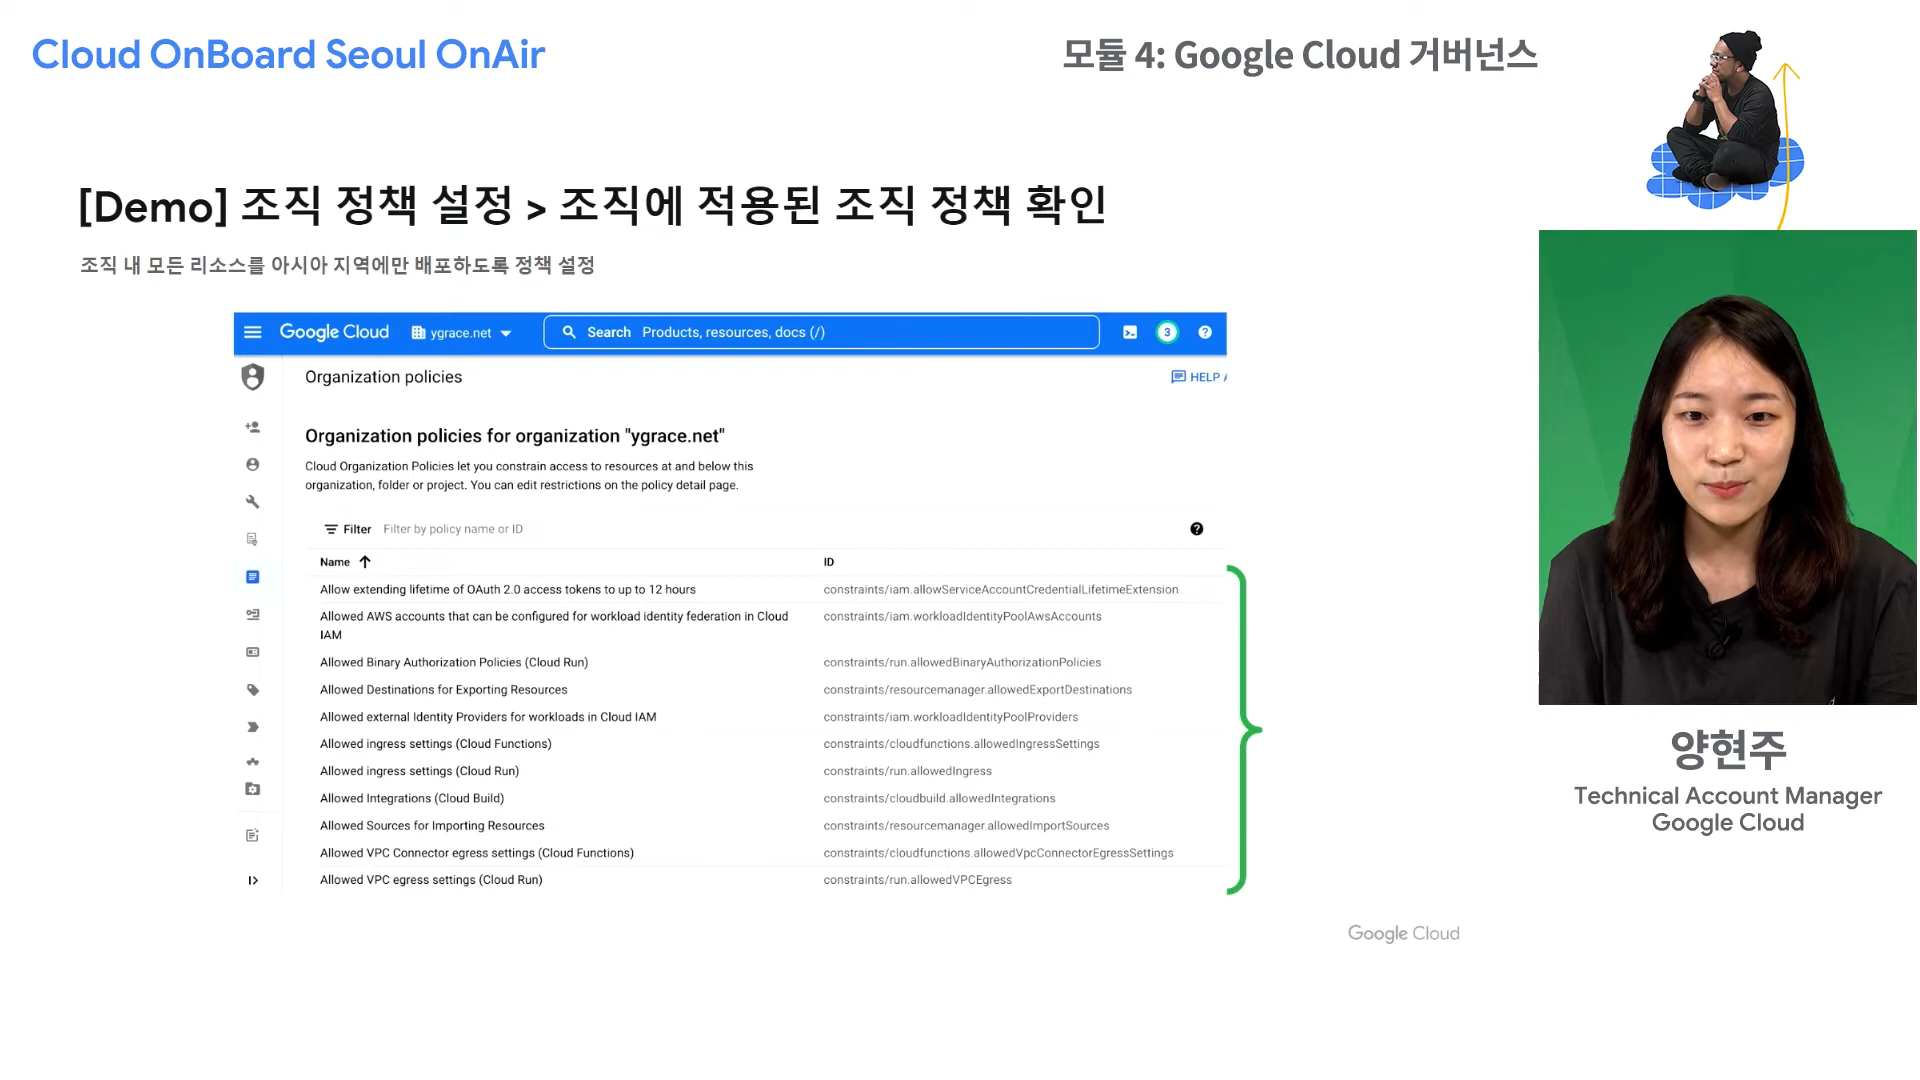 Cloud OnBoard Seoul OnAir
모듈 4: Google Cloud 거버넌스
[Demo] 조직 정책 설정 > 조직에 적용된 조직 정책 확인
조직 내 모든 리소스를 아시아 지역에만 배포하도록 정책 설정
Google Cloud ygrace.net Search Products, resources, docs (/) 3
Organization policies
HELP
Organization policies for organization "ygrace.net"
Cloud Organization Policies let you constrain access to resources at and below this
organization, folder or project. You can edit restrictions on the policy detail page.
Filter Filter by policy name or ID
Name ID
Allow extending lifetime of OAuth 2.0 access tokens to up to 12 hours constraints/iam.allowServiceAccountCredentialLifetimeExtension
Allowed AWS accounts that can be configured for workload identity federation in Cloud constraints/iam.workloadIdentityPoolAwsAccounts
IAM
Allowed Binary Authorization Policies (Cloud Run) constraints/run.allowedBinaryAuthorizationPolicies
Allowed Destinations for Exporting Resources constraints/resourcemanager.allowedExportDestinations
Allowed external Identity Providers for workloads in Cloud IAM constraints/iam.workloadIdentityPoolProviders
Allowed ingress settings (Cloud Functions) constraints/cloudfunctions.allowedIngressSettings
Allowed ingress settings (Cloud Run) constraints/run.allowedIngress
Allowed Integrations (Cloud Build) constraints/cloudbuild.allowedIntegrations
Allowed Sources for Importing Resources constraints/resourcemanager.allowedImportSources
Allowed VPC Connector egress settings (Cloud Functions) constraints/cloudfunctions.allowedVpcConnectorEgressSettings
Allowed VPC egress settings (Cloud Run) constraints/run.allowedVPCEgress
양현주
Technical Account Manager
Google Cloud
Google Cloud